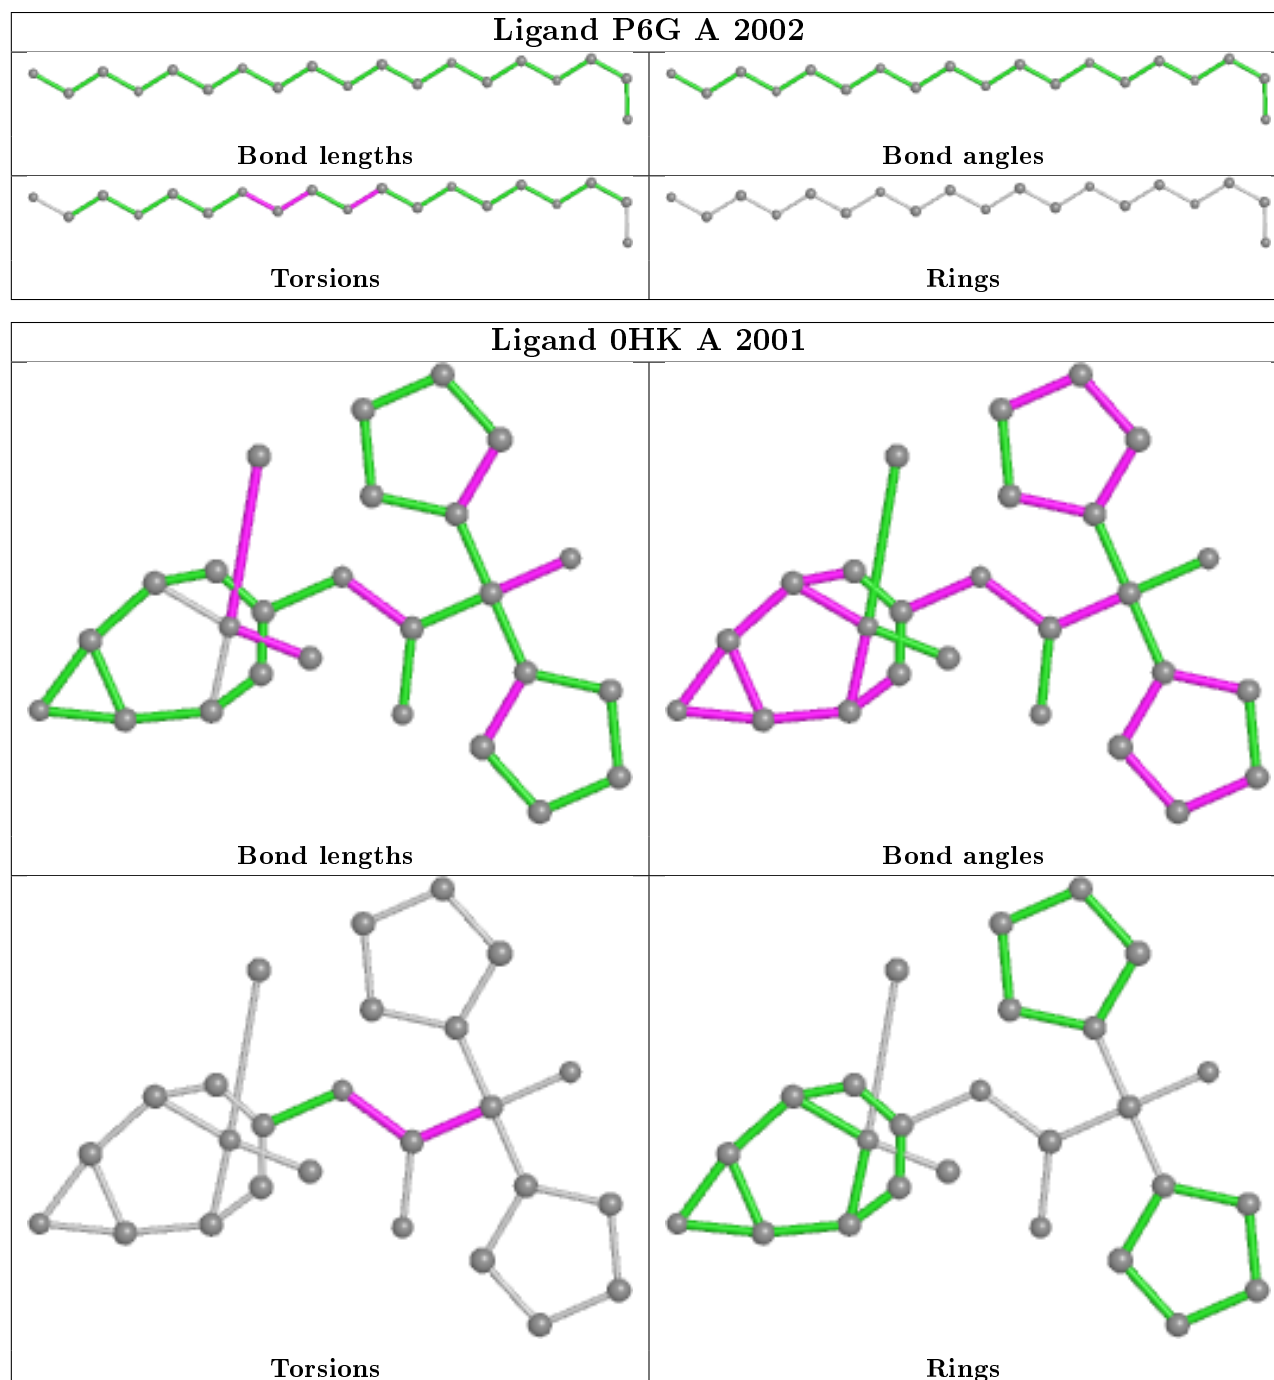 Ligand P6G A 2002
Bond lengths
Bond angles
Torsions
Rings
Ligand 0HK A 2001
Bond lengths
Bond angles
Torsions
Rings